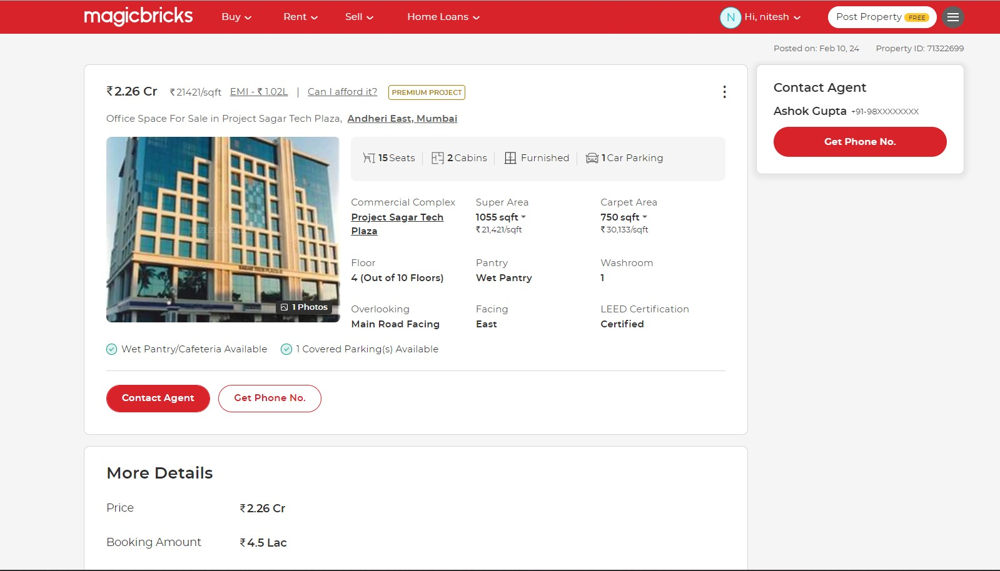 magicbricks Buy Rent Sell Home Loans N Hi, nitesh Post Property FREE
Posted on: Feb 10, 24 Property ID: 71322699
₹2.26 Cr ₹21421/sqft EMI - ₹1.02L | Can I afford it? PREMIUM PROJECT
Office Space For Sale in Project Sagar Tech Plaza, Andheri East, Mumbai
15 Seats 2 Cabins Furnished 1 Car Parking
Commercial Complex
Project Sagar Tech
Plaza
Super Area
1055 sqft
₹21,421/sqft
Carpet Area
750 sqft
₹30,133/sqft
Floor
4 (Out of 10 Floors)
Pantry
Wet Pantry
Washroom
1
Overlooking
Main Road Facing
Facing
East
LEED Certification
Certified
SAGAR TECH PLAZA
1 Photos
Wet Pantry/Cafeteria Available 1 Covered Parking(s) Available
Contact Agent Get Phone No.
More Details
Price ₹2.26 Cr
Booking Amount ₹4.5 Lac
Contact Agent
Ashok Gupta +91-98XXXXXXXX
Get Phone No.